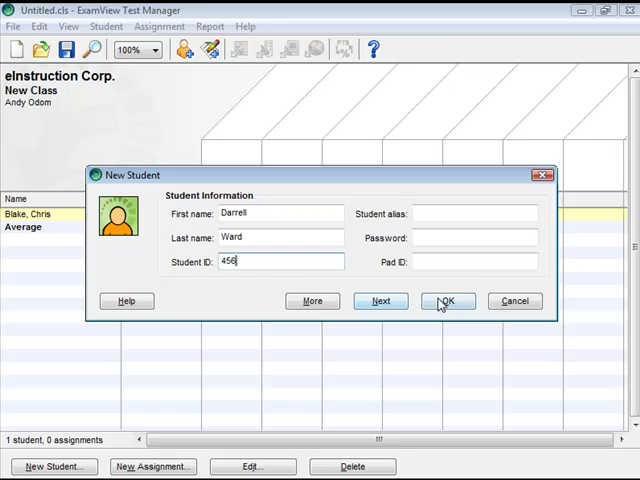 Untitled.cls - ExamView Test Manager
File Edit View Student Assignment Report Help
100%
eInstruction Corp.
New Class
Andy Odom
New Student
Student Information
First name: Darrell Student alias:
Last name: Ward Password:
Student ID: 456 Pad ID:
Help More Next OK Cancel
Name
Blake, Chris
Average
1 student, 0 assignments
New Student... New Assignment... Edit... Delete